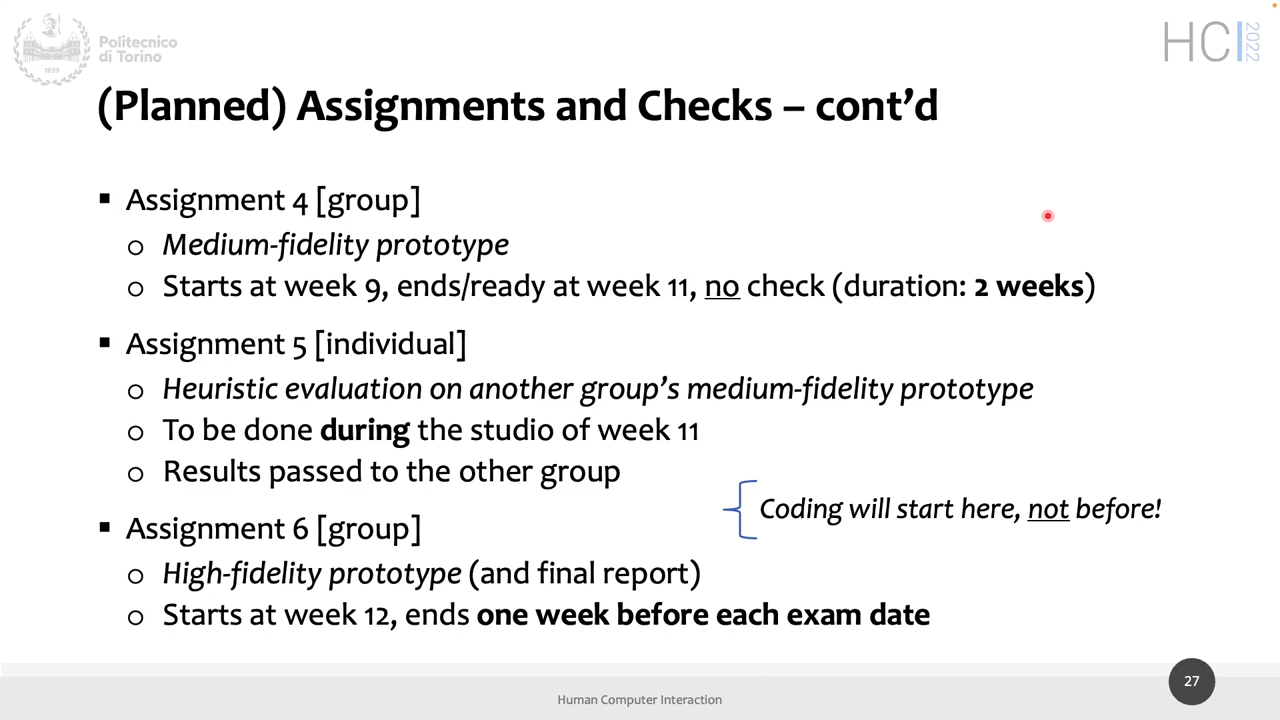 Politecnico
di Torino
1859
HCI 2022
(Planned) Assignments and Checks – cont’d
▪ Assignment 4 [group]
o Medium-fidelity prototype
o Starts at week 9, ends/ready at week 11, no check (duration: 2 weeks)
▪ Assignment 5 [individual]
o Heuristic evaluation on another group’s medium-fidelity prototype
o To be done during the studio of week 11
o Results passed to the other group
Coding will start here, not before!
▪ Assignment 6 [group]
o High-fidelity prototype (and final report)
o Starts at week 12, ends one week before each exam date
Human Computer Interaction
27